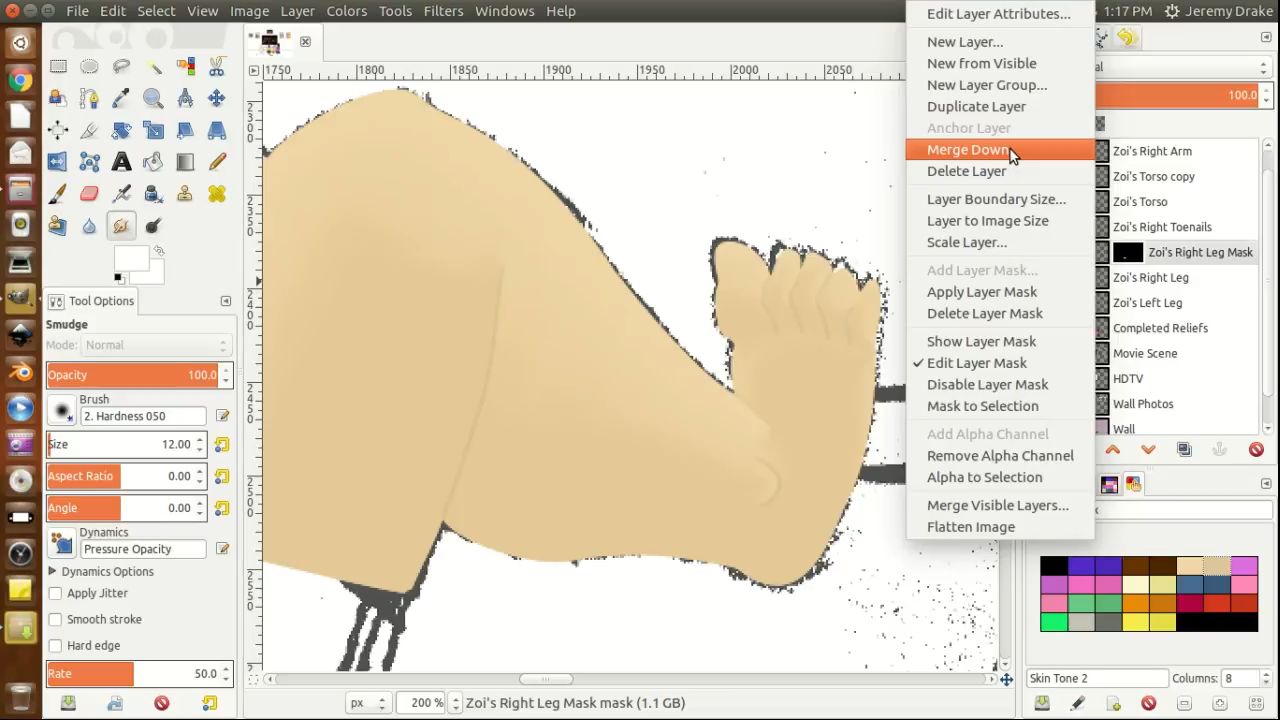 File Edit Select View Image Layer Colors Tools Filters Windows Help
1:17 PM Jeremy Drake
1750 1800 1850 1900 1950 2000 2050
Tool Options
Smudge
Mode: Normal
Opacity 100.0
Brush
2. Hardness 050
Size 12.00
Aspect Ratio 0.00
Angle 0.00
Dynamics
Pressure Opacity
Dynamics Options
Apply Jitter
Smooth stroke
Hard edge
Rate 50.0
px 200 % Zoi's Right Leg Mask mask (1.1 GB)
Edit Layer Attributes...
New Layer...
New from Visible
New Layer Group...
Duplicate Layer
Anchor Layer
Merge Down
Delete Layer
Layer Boundary Size...
Layer to Image Size
Scale Layer...
Add Layer Mask...
Apply Layer Mask
Delete Layer Mask
Show Layer Mask
Edit Layer Mask
Disable Layer Mask
Mask to Selection
Add Alpha Channel
Remove Alpha Channel
Alpha to Selection
Merge Visible Layers...
Flatten Image
100.0
Zoi's Right Arm
Zoi's Torso copy
Zoi's Torso
Zoi's Right Toenails
Zoi's Right Leg Mask
Zoi's Right Leg
Zoi's Left Leg
Completed Reliefs
Movie Scene
HDTV
Wall Photos
Wall
Skin Tone 2 Columns: 8